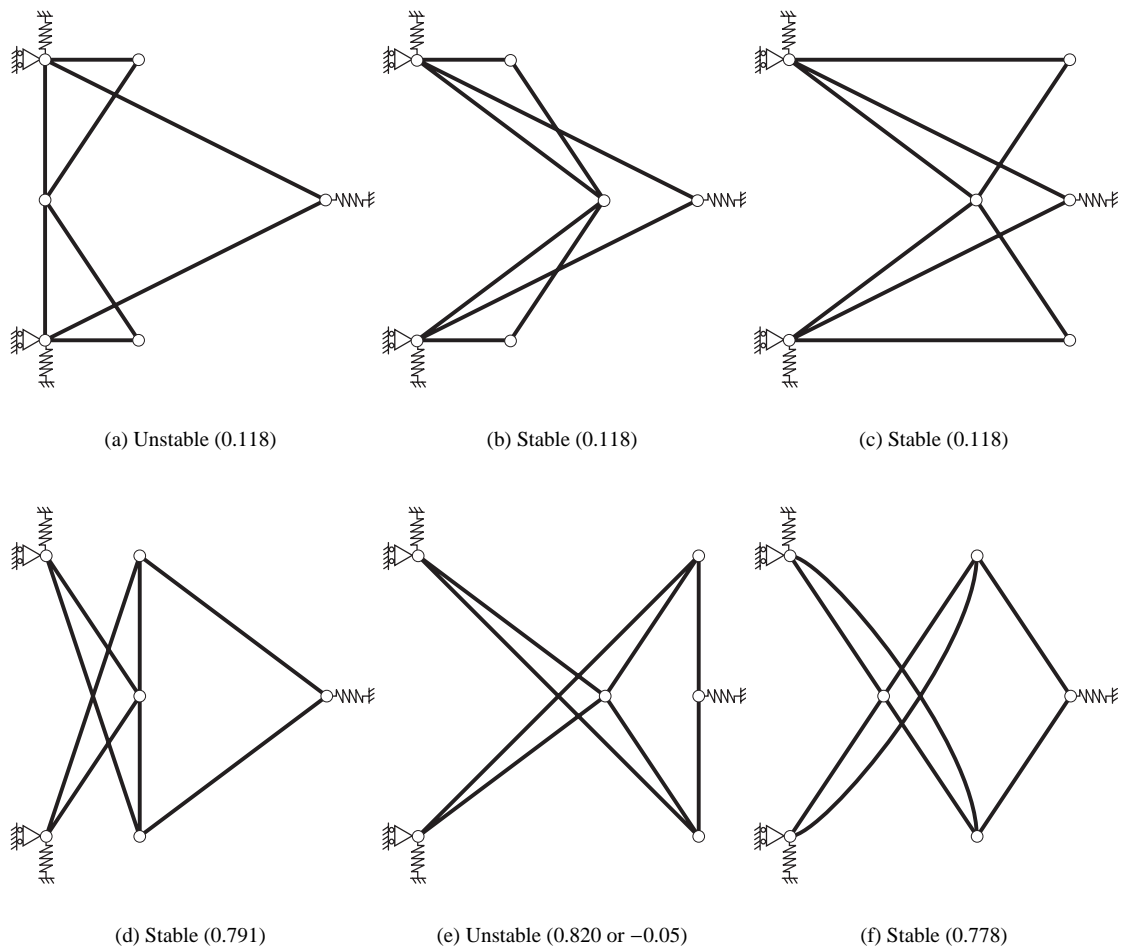 (a) Unstable (0.118)
(b) Stable (0.118)
(c) Stable (0.118)
(d) Stable (0.791)
(e) Unstable (0.820 or −0.05)
(f) Stable (0.778)